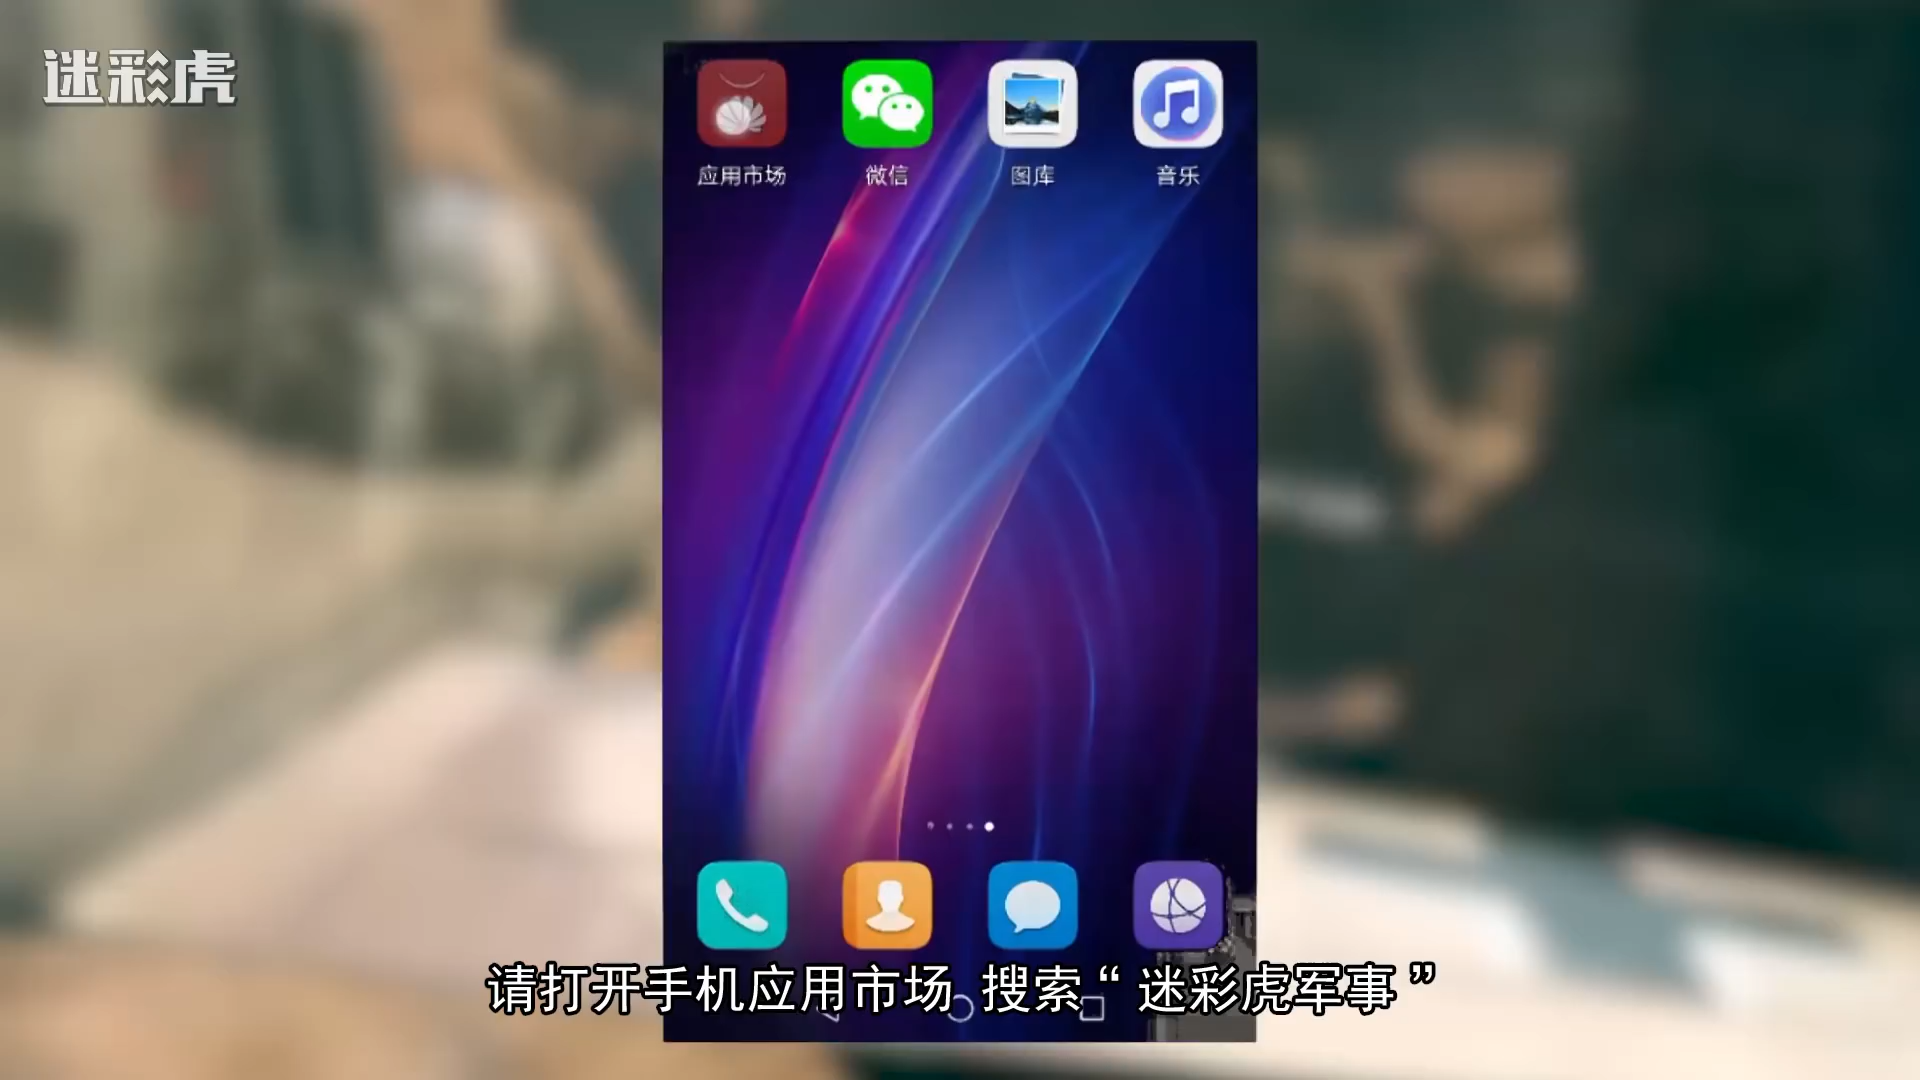 迷彩虎
应用市场
微信
图库
音乐
请打开手机应用市场 搜索“迷彩虎军事”